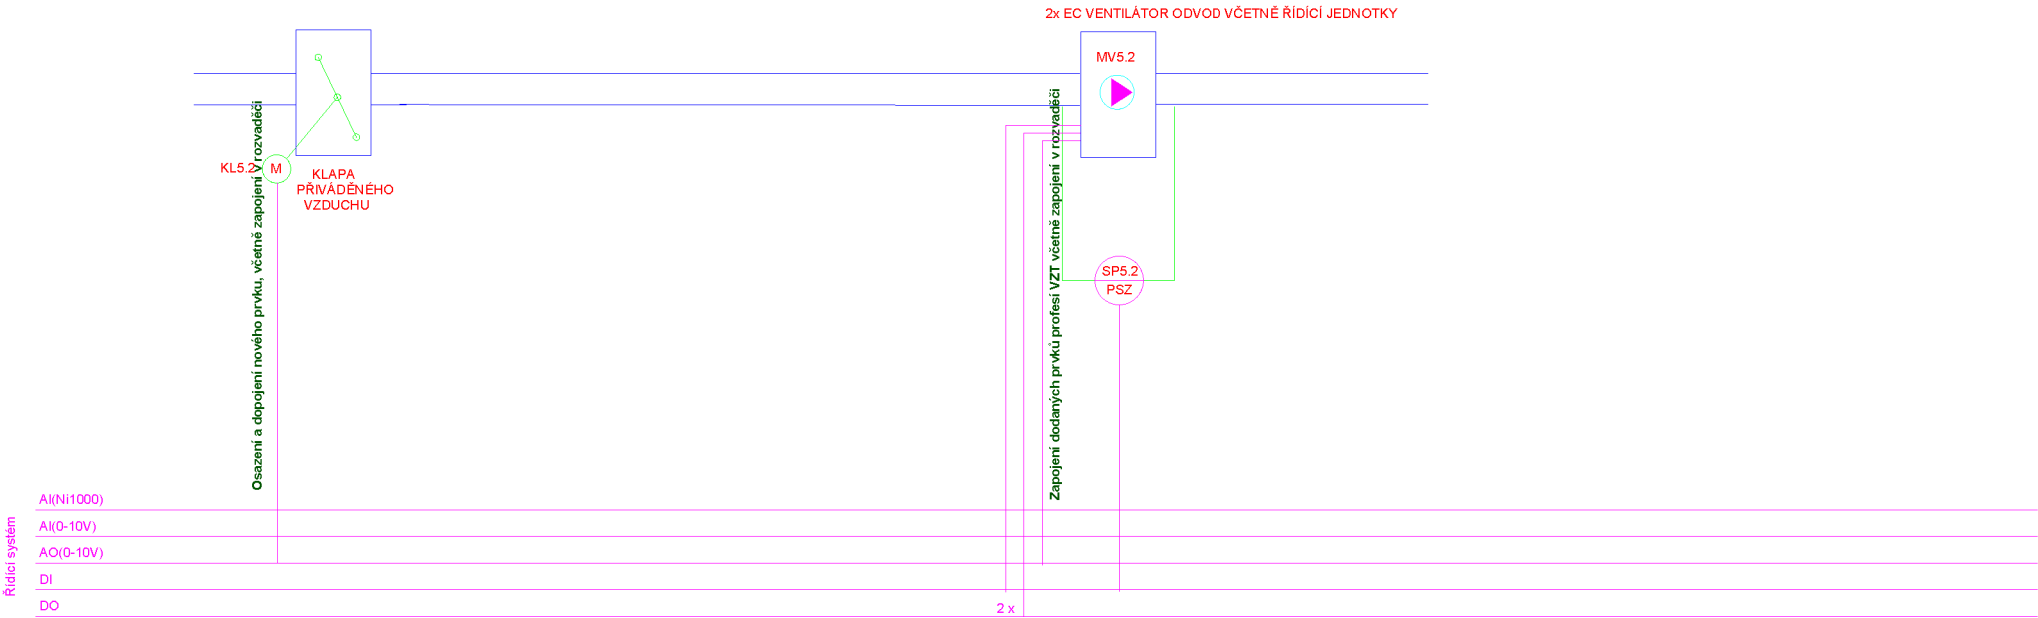 2x EC VENTILÁTOR ODVOD VČETNĚ ŘÍDÍCÍ JEDNOTKY
MV5.2
KL5.2
M
KLAPA
PŘIVÁDĚNÉHO
VZDUCHU
Osazení a dopojení nového prvku, včetně zapojení v rozvaděči
Zapojení dodaných prvků profesí VZT včetně zapojení v rozvaděči
SP5.2
PSZ
Řídící systém
AI(Ni1000)
AI(0-10V)
AO(0-10V)
DI
DO
2 x